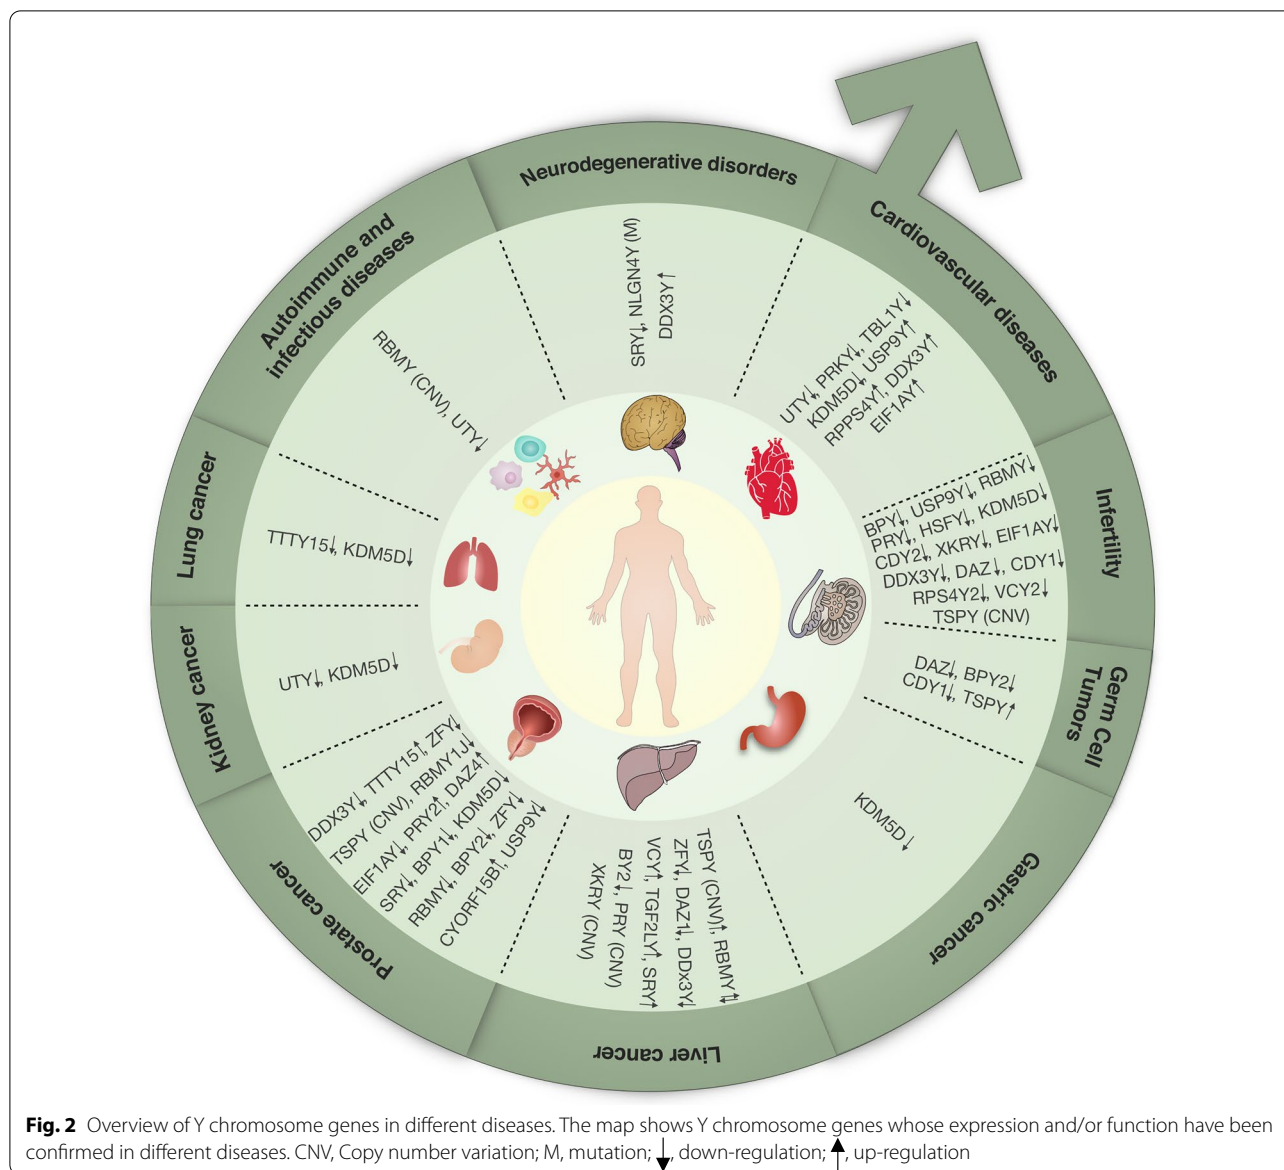 Neurodegenerative disorders
SRY↓, NLGN4Y (M)
DDX3Y↑
Cardiovascular diseases
UTY↓, PRKY↓, TBL1Y↓
KDM5D↓, USP9Y↑
RPPS4Y↑, DDX3Y↑
EIF1AY↑
Infertility
BPY↓, USP9Y↓, RBMY↓
PRY↓, HSFY↓, KDM5D↓
CDY2↓, XKRY↓, EIF1AY↓
DDX3Y↓, DAZ↓, CDY1↓
RPS4Y2↓, VCY2↓
TSPY (CNV)
Germ Cell
Tumors
DAZ↓, BPY2↓
CDY1↓, TSPY↑
Gastric cancer
KDM5D↓
Liver cancer
TSPY (CNV)↑, RBMY↑↓
ZFY↓, DAZ1↓, DDx3Y↓
VCY↑, TGF2LY↑, SRY↑
BY2↓, PRY (CNV)
XKRY (CNV)
Prostate cancer
DDX3Y↓, TTTY15↑, ZFY↓
TSPY (CNV), RBMY1J↓
EIF1AY↓, PRY2↑, DAZ4↑
SRY↓, BPY1↓, KDM5D↓
RBMY↓, BPY2↓, ZFY↓
CYORF15B↑, USP9Y↓
Kidney cancer
UTY↓, KDM5D↓
Lung cancer
TTTY15↓, KDM5D↓
Autoimmune and
infectious diseases
RBMY (CNV), UTY↓
Fig. 2 Overview of Y chromosome genes in different diseases. The map shows Y chromosome genes whose expression and/or function have been
confirmed in different diseases. CNV, Copy number variation; M, mutation; ↓, down-regulation; ↑, up-regulation